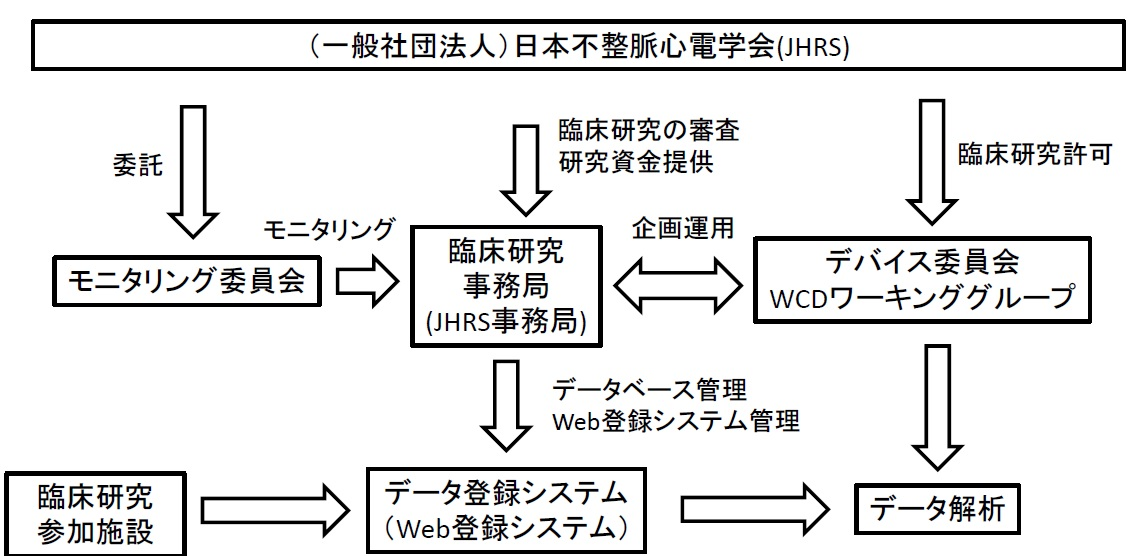 （一般社団法人）日本不整脈心電学会(JHRS)
委託
臨床研究の審査
研究資金提供
臨床研究許可
モニタリング
企画運用
モニタリング委員会
臨床研究
事務局
(JHRS事務局)
デバイス委員会
WCDワーキンググループ
データベース管理
Web登録システム管理
臨床研究
参加施設
データ登録システム
（Web登録システム）
データ解析